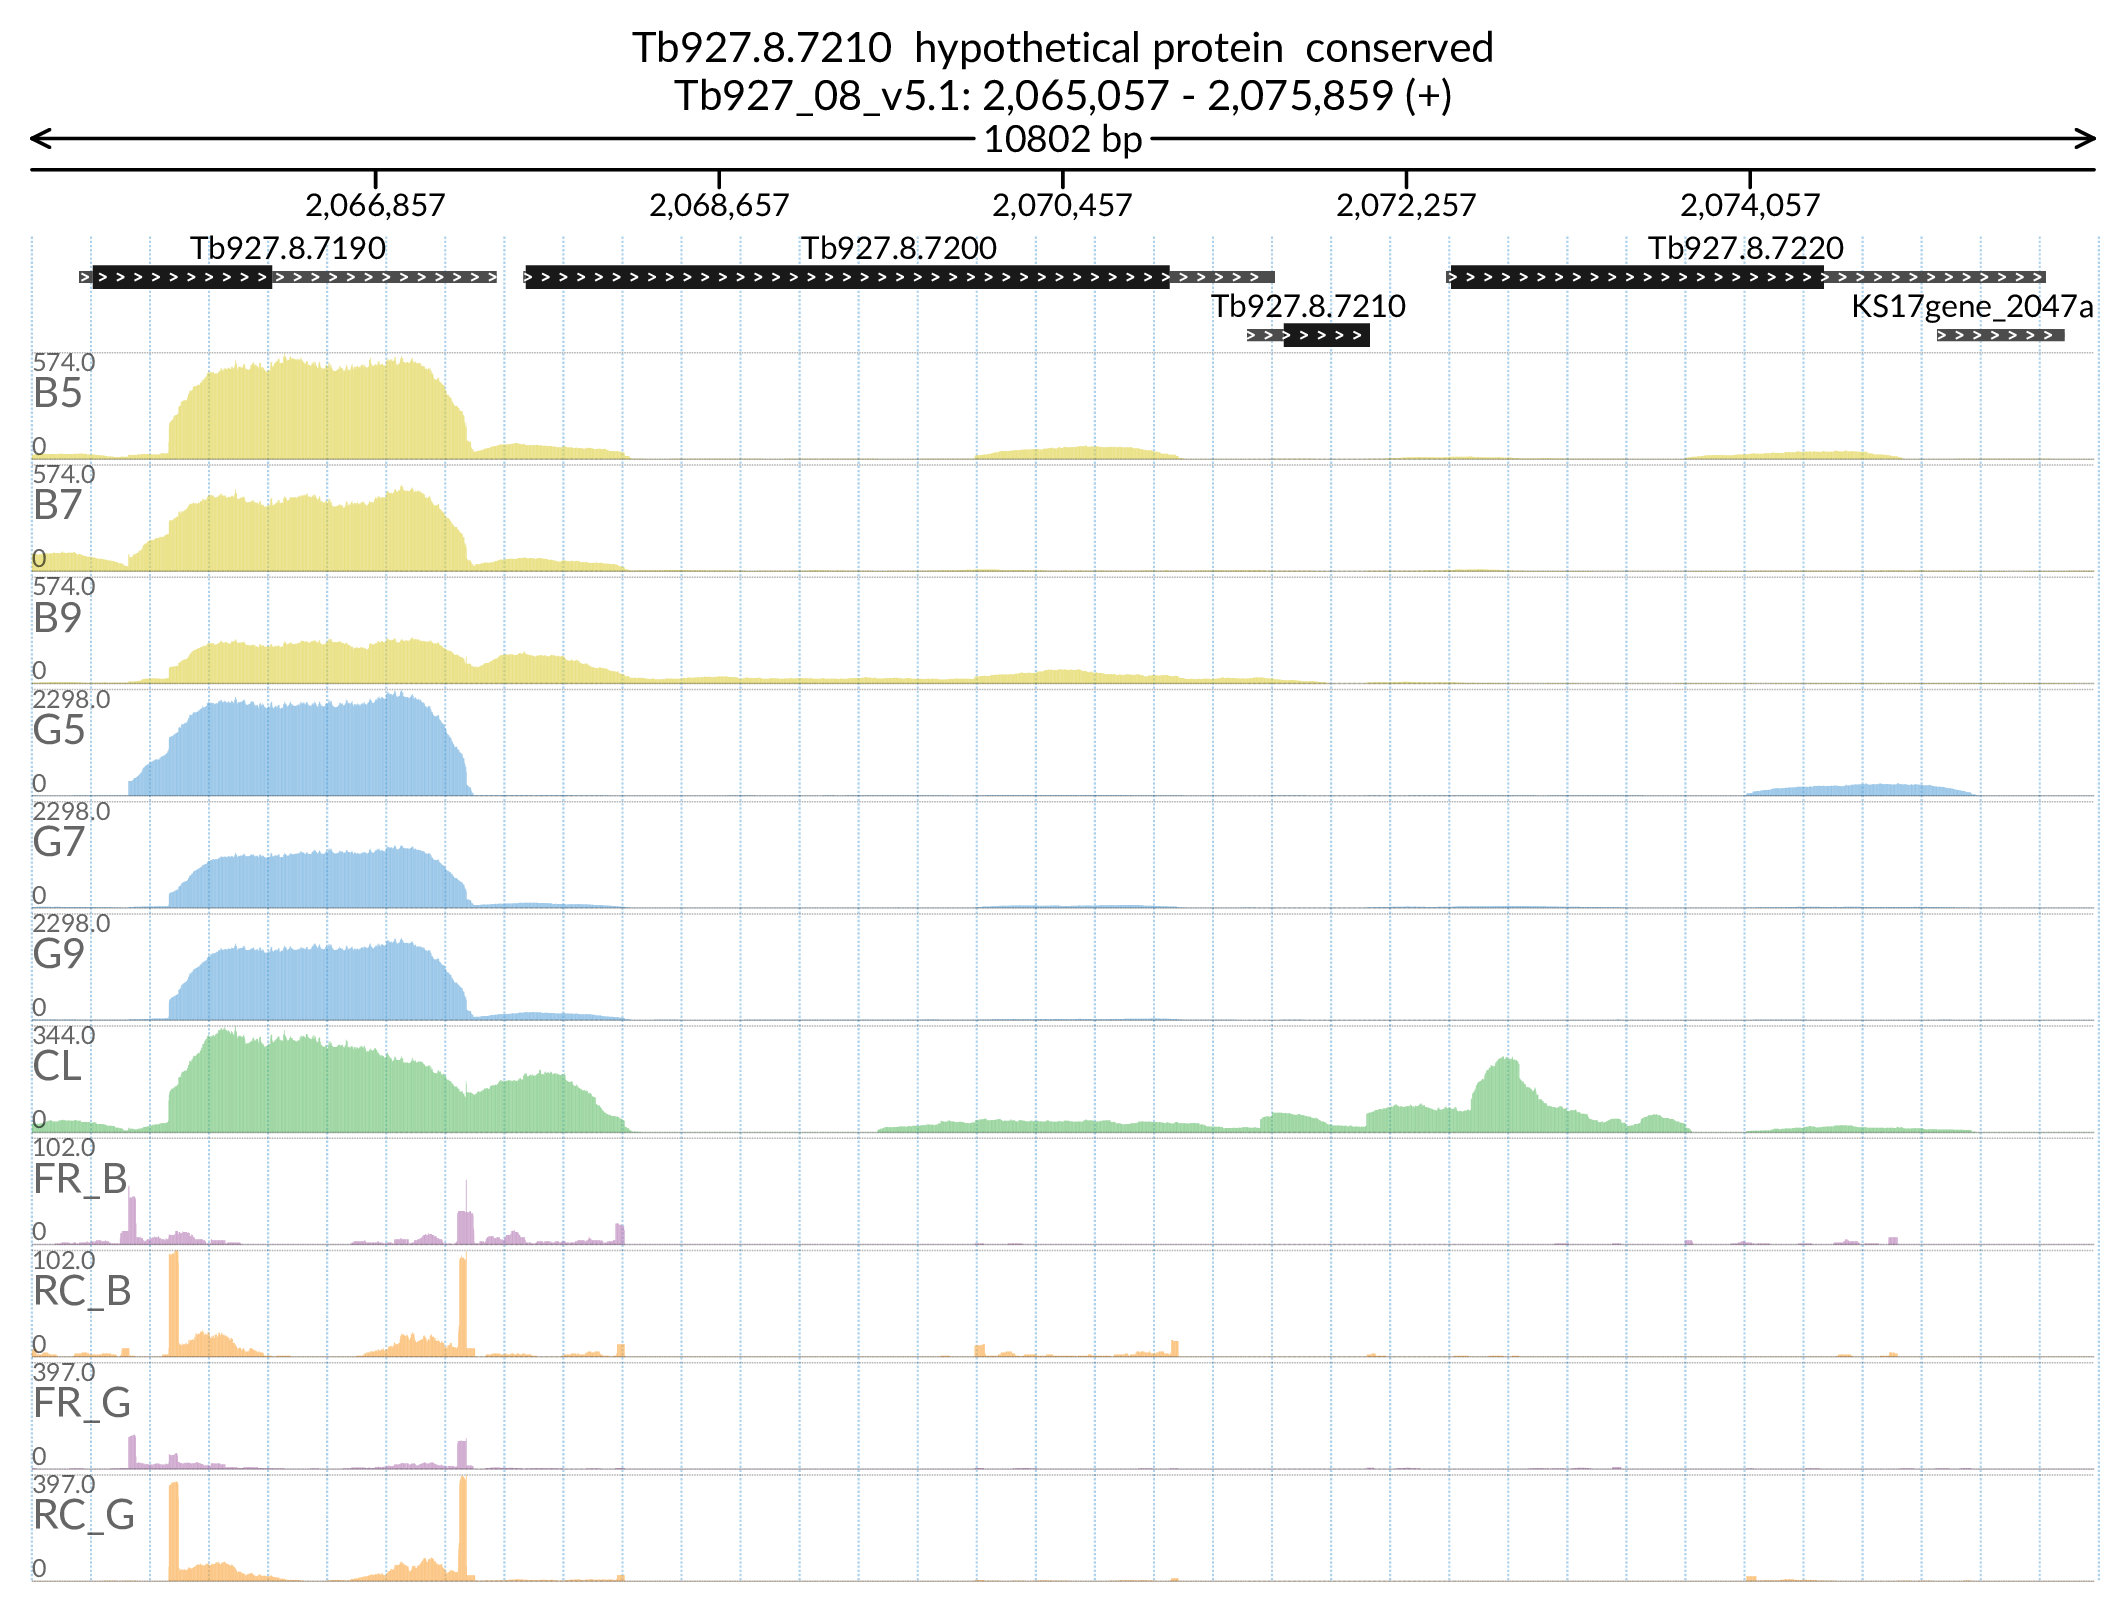 Tb927.8.7210  hypothetical protein  conserved
Tb927_08_v5.1: 2,065,057 - 2,075,859 (+)
10802 bp
2,066,857 2,068,657 2,070,457 2,072,257 2,074,057
Tb927.8.7190 Tb927.8.7200 Tb927.8.7220
Tb927.8.7210 KS17gene_2047a
574.0
B5
0
574.0
B7
0
574.0
B9
0
2298.0
G5
0
2298.0
G7
0
2298.0
G9
0
344.0
CL
0
102.0
FR_B
0
102.0
RC_B
0
397.0
FR_G
0
397.0
RC_G
0